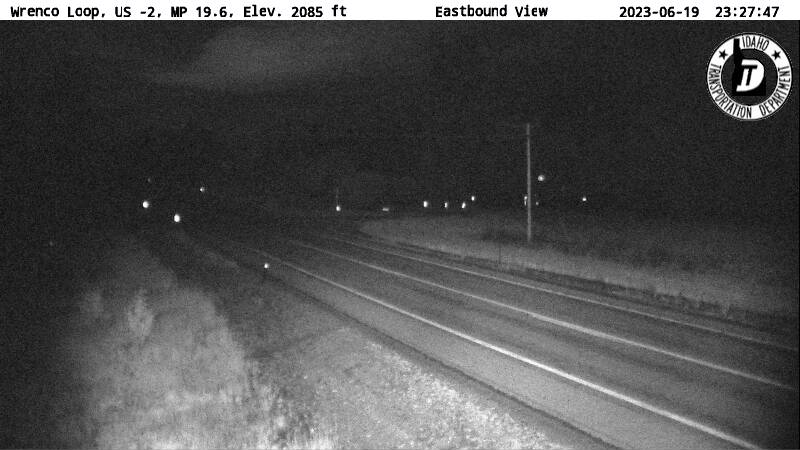 Wrenco Loop, US -2, MP 19.6, Elev. 2085 ft Eastbound View 2023-06-19 23:27:47
IDAHO
TRANSPORTATION DEPARTMENT